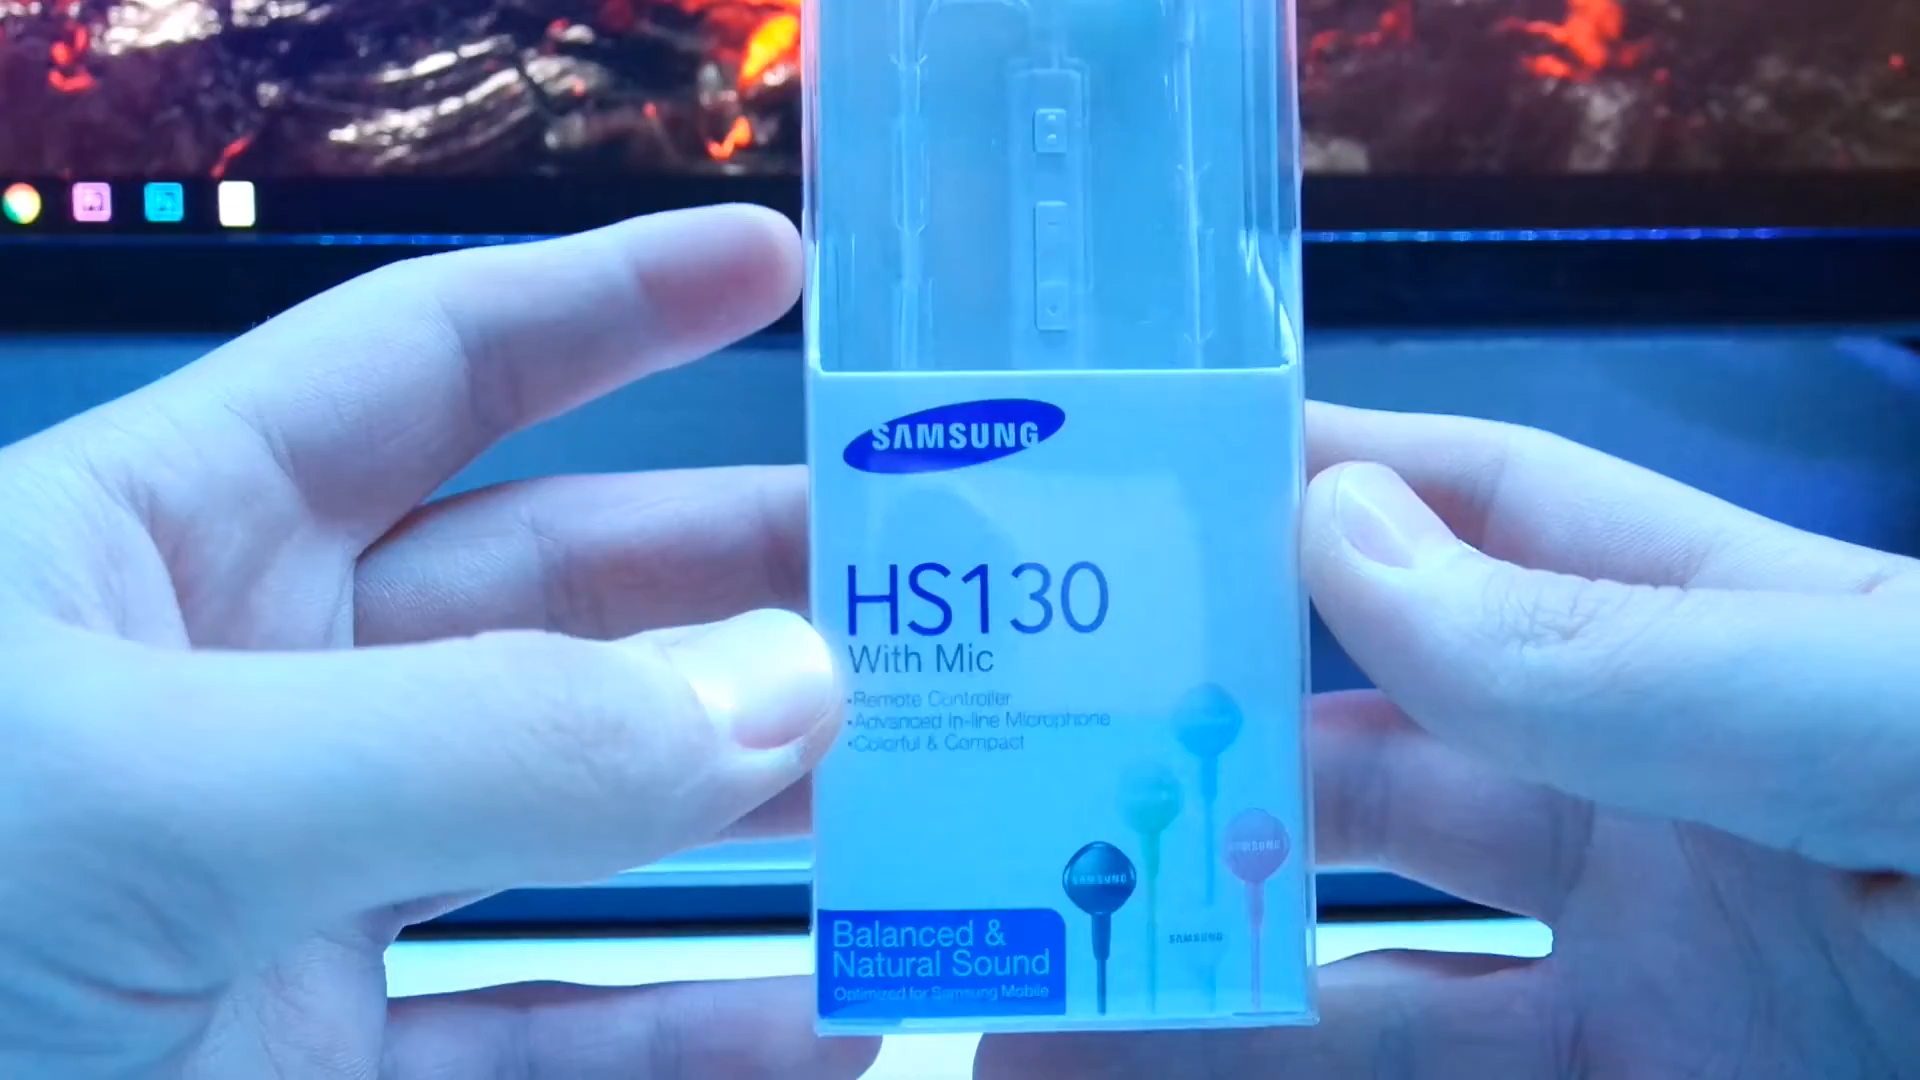 SAMSUNG
HS130
With Mic
•Remote Controller
•Advanced In-line Microphone
•Colorful & Compact
SAMSUNG
SAMSUNG
SAMSUNG
Balanced &
Natural Sound
Optimized for Samsung Mobile